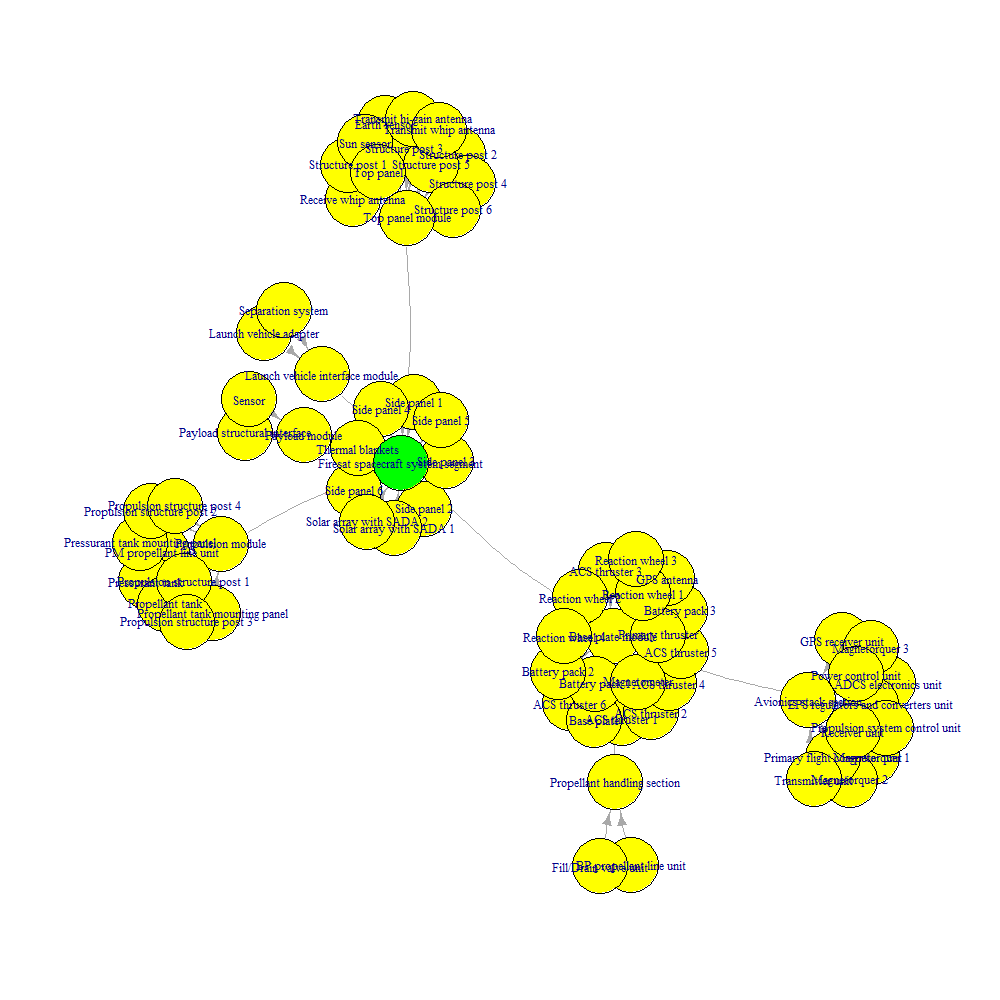 Transmit hi-gain antenna
Earth sensor
Transmit whip antenna
Sun sensor
Structure post 3
Structure post 2
Structure post 1
Structure post 5
Top panel
Structure post 4
Receive whip antenna
Structure post 6
Top panel module
Separation system
Launch vehicle adapter
Launch vehicle interface module
Sensor
Side panel 1
Side panel 4
Side panel 5
Payload structural interface
Payload module
Thermal blankets
Side panel 3
Firesat spacecraft system segment
Side panel 6
Side panel 2
Solar array with SADA 2
Solar array with SADA 1
Propulsion structure post 4
Propulsion structure post 2
Pressurant tank mounting panel
Propulsion module
PM propellant line unit
Pressurant tank
Propulsion structure post 1
Propellant tank
Propellant tank mounting panel
Propulsion structure post 3
Reaction wheel 3
ACS thruster 3
GPS antenna
Reaction wheel 1
Reaction wheel 2
Battery pack 3
Reaction wheel 4
Base plate module
Primary thruster
ACS thruster 5
Battery pack 2
Battery pack 1
Magnetometer
ACS thruster 4
ACS thruster 6
ACS thruster 2
Base plate
ACS thruster 1
GPS receiver unit
Magnetorquer 3
Power control unit
ADCS electronics unit
Avionics stack section
EPS regulators and converters unit
Propulsion system control unit
Receiver unit
Primary flight computer unit
Magnetorquer 1
Transmitter unit
Magnetorquer 2
Propellant handling section
Fill/Drain valve unit
BP propellant line unit